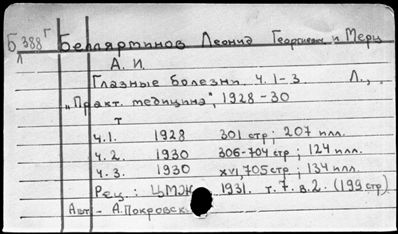 Б 388 г Белляртинов Леонид Георгиевич и Мерц
А. И.
Глазные болезни. Ч. 1-3. Л.,
"Практ. медицина", 1928-30
т
ч. 1. 1928 301 стр; 207 илл.
ч. 2. 1930 306-704 стр; 124 илл.
ч. 3. 1930 XVI, 705 стр; 134 илл.
Рец.: ЦМЖ 1931. т. 7. в. 2. (199 стр)
Авт - А. Покровск.